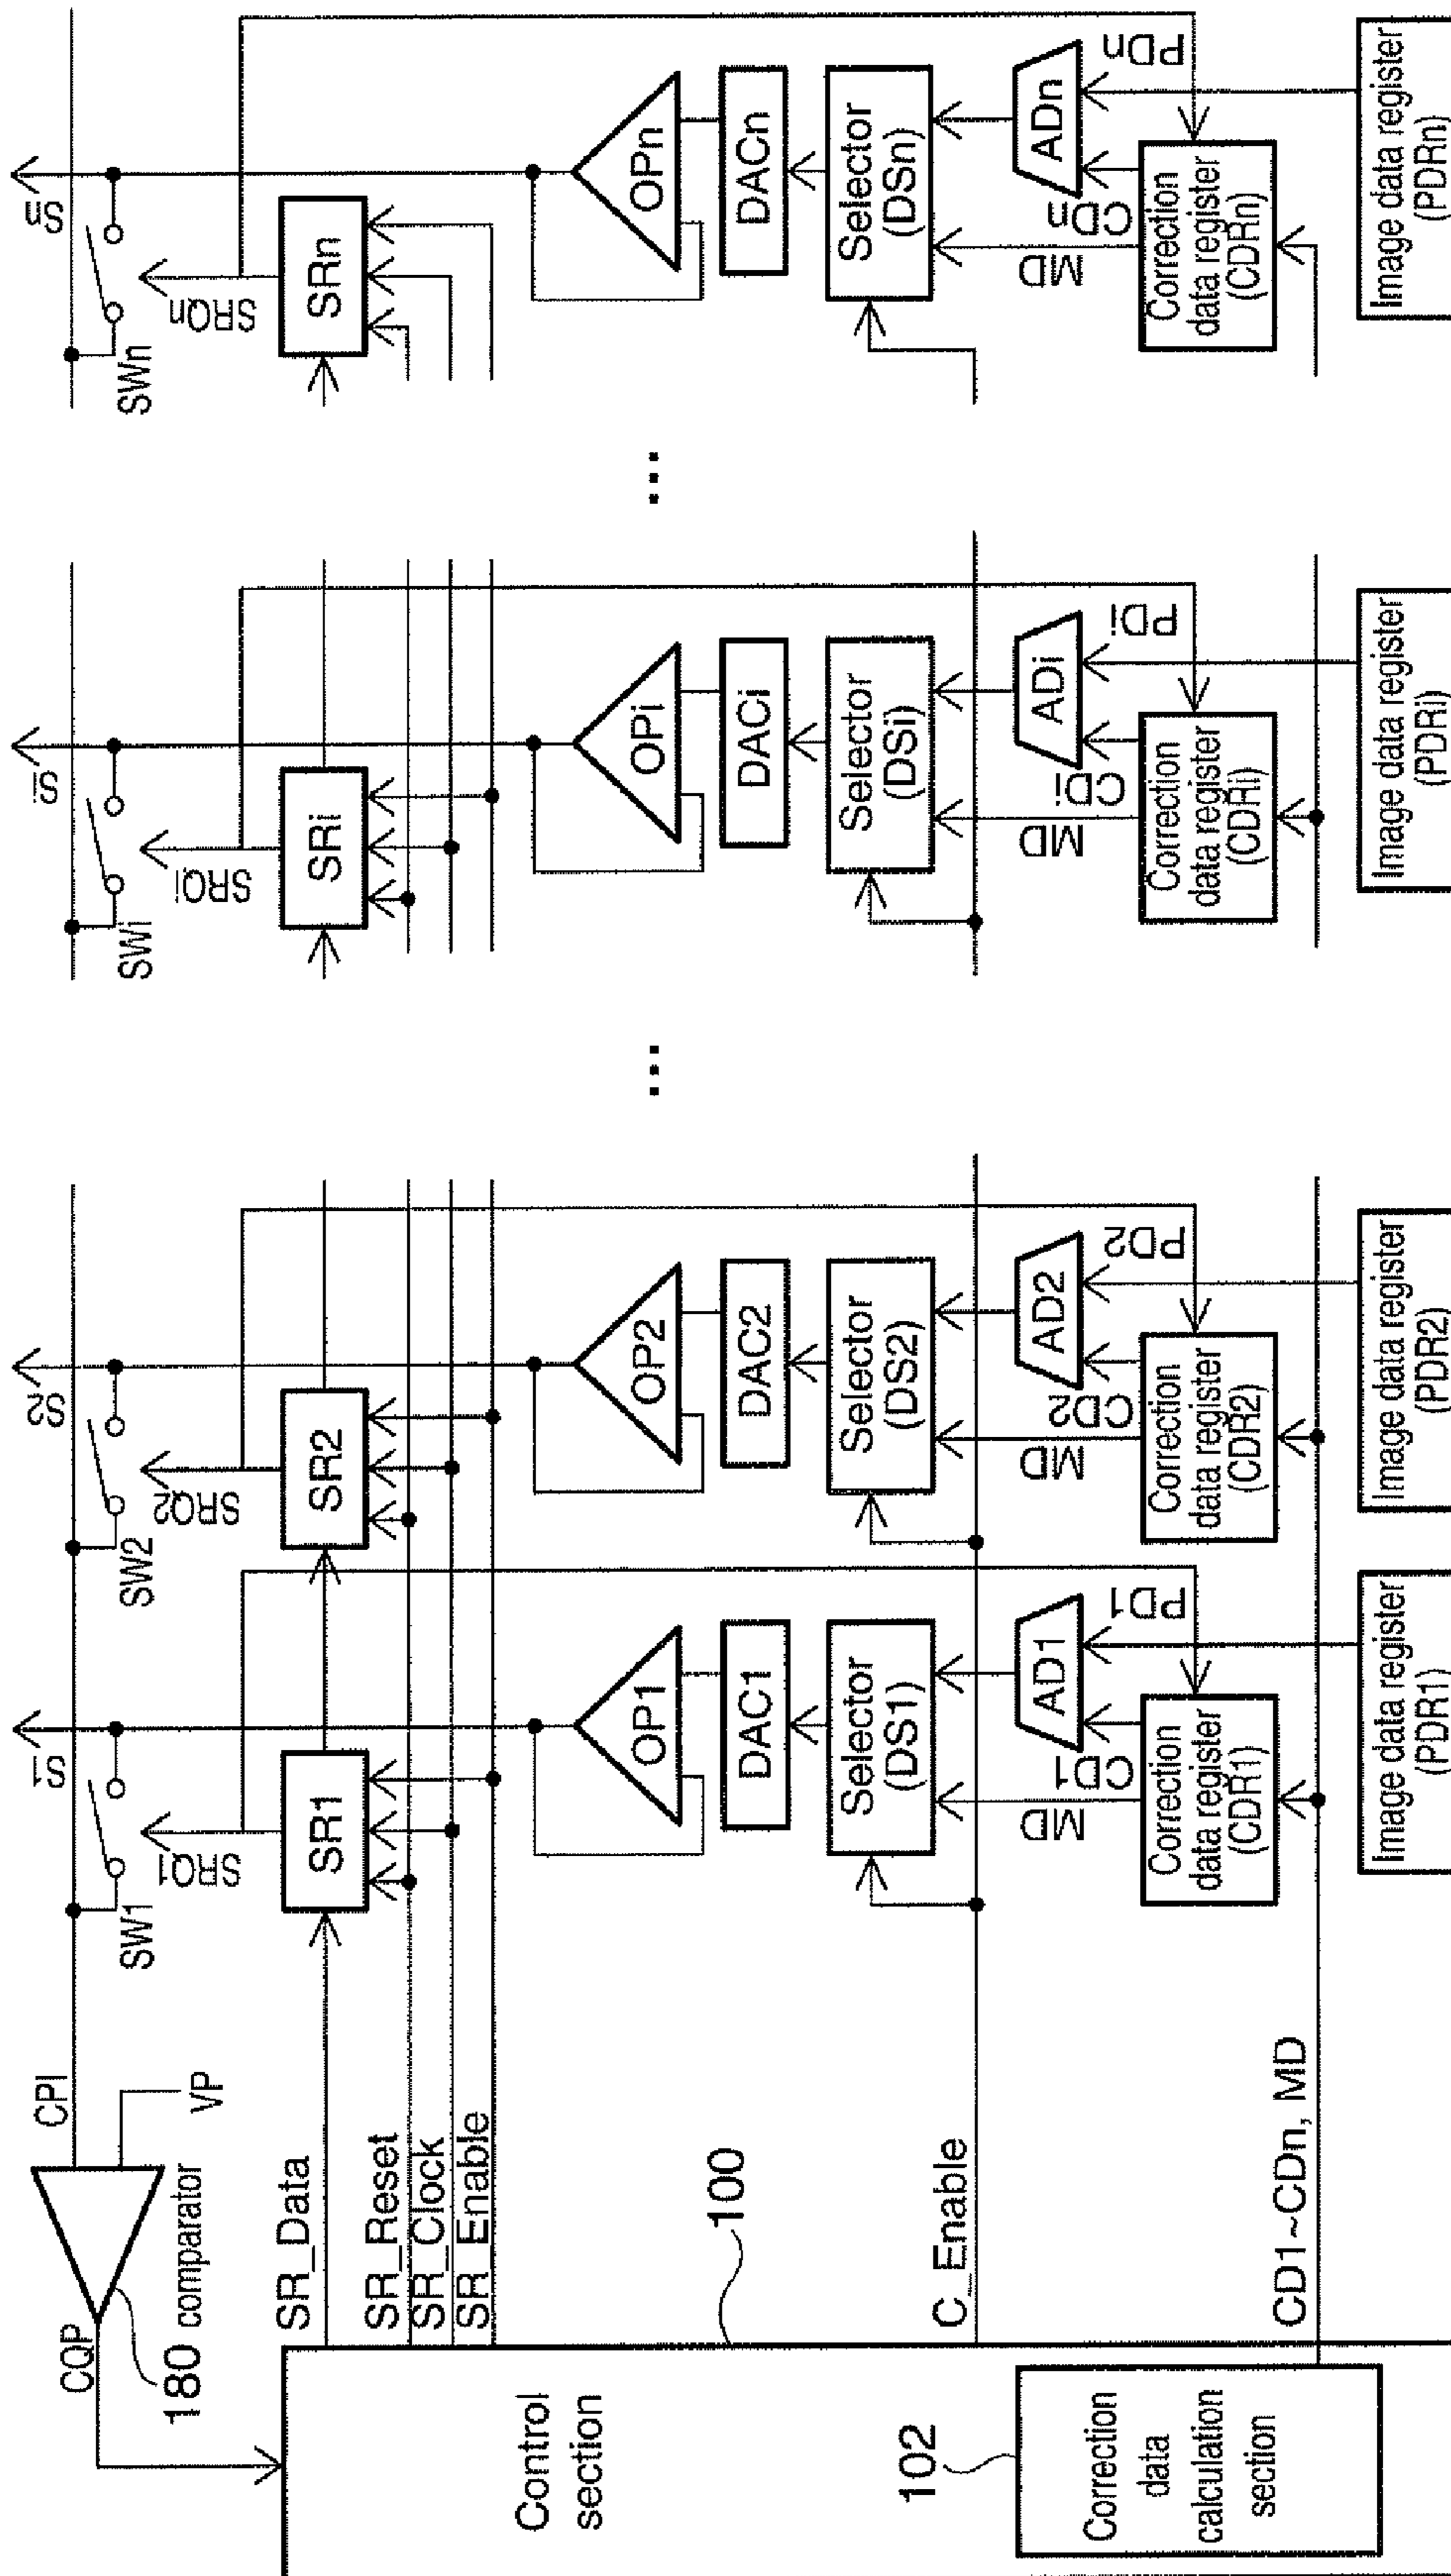 CQP
180 comparator
CPI
VP
SW1
S1
SW2
S2
SWi
Si
SWn
Sn
SRQ1
SRQ2
SRQi
SRQn
SR_Data
SR1
SR2
SRi
SRn
SR_Reset
SR_Clock
SR_Enable
Control
section
100
OP1
OP2
...
OPi
...
OPn
DAC1
DAC2
DACi
DACn
Selector
(DS1)
Selector
(DS2)
Selector
(DSi)
Selector
(DSn)
C_Enable
MD
CD1
AD1
PD1
MD
CD2
AD2
PD2
MD
CDi
ADi
PDi
MD
CDn
ADn
PDn
102
Correction
data
calculation
section
CD1~CDn, MD
Correction
data register
(CDR1)
Correction
data register
(CDR2)
Correction
data register
(CDRi)
Correction
data register
(CDRn)
Image data register
(PDR1)
Image data register
(PDR2)
Image data register
(PDRi)
Image data register
(PDRn)